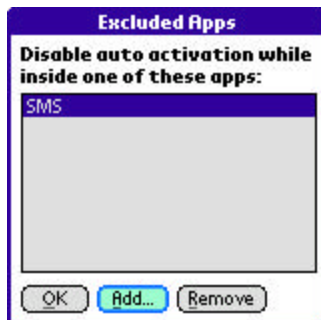 Excluded Apps
Disable auto activation while
inside one of these apps:
SMS
OK Add... Remove